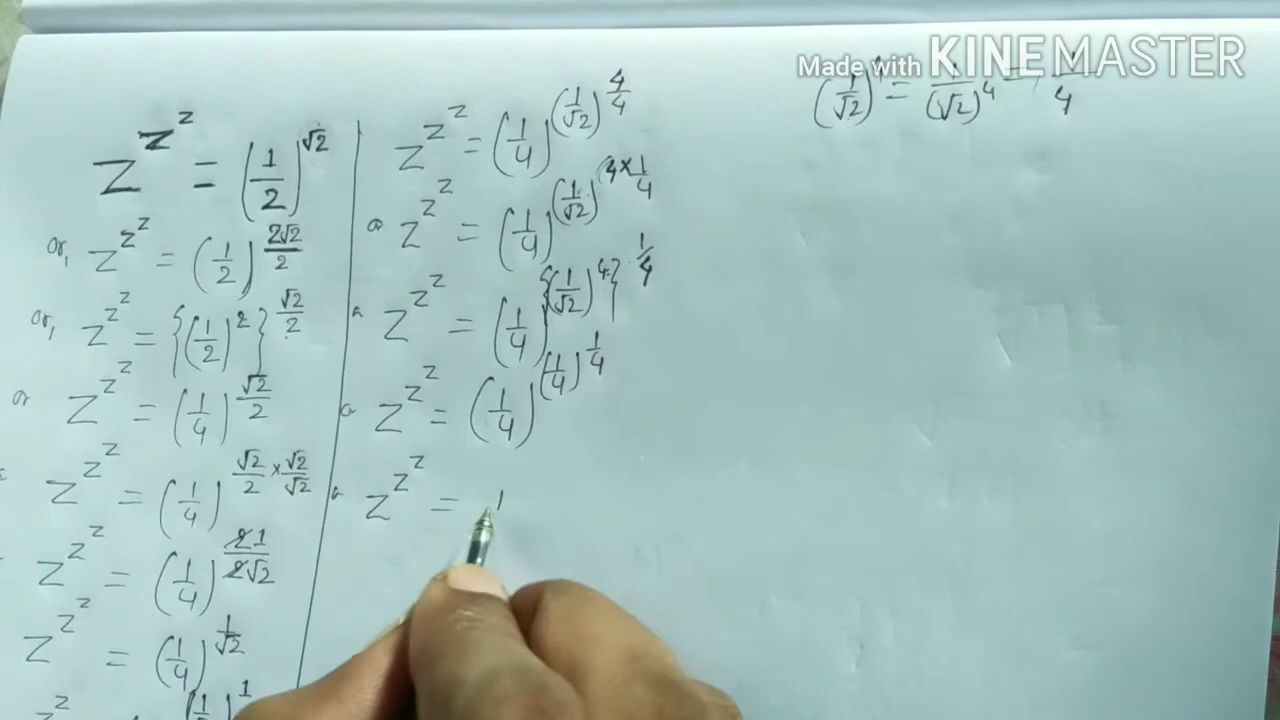 Made with KINEMASTER
z^z^z = (1/2)^√2
or, z^z^z = (1/2)^(2√2/2)
or, z^z^z = {(1/2)^2}^(√2/2)
or z^z^z = (1/4)^(√2/2)
z^z^z = (1/4)^(√2/2 × √2/√2)
z^z^z = (1/4)^(2 1/2√2)
z^z^z = (1/4)^(1/√2)
z^z^z = (1/4)^(1/√2)^(4/4)
z^z^z = (1/4)^(1/√2)^(4×1/4)
z^z^z = (1/4)^{(1/√2)^4}^(1/4)
z^z^z = (1/4)^(1/4)^(1/4)
z^z^z =
(1/√2)^4 = 1/(√2)^4 = 1/4